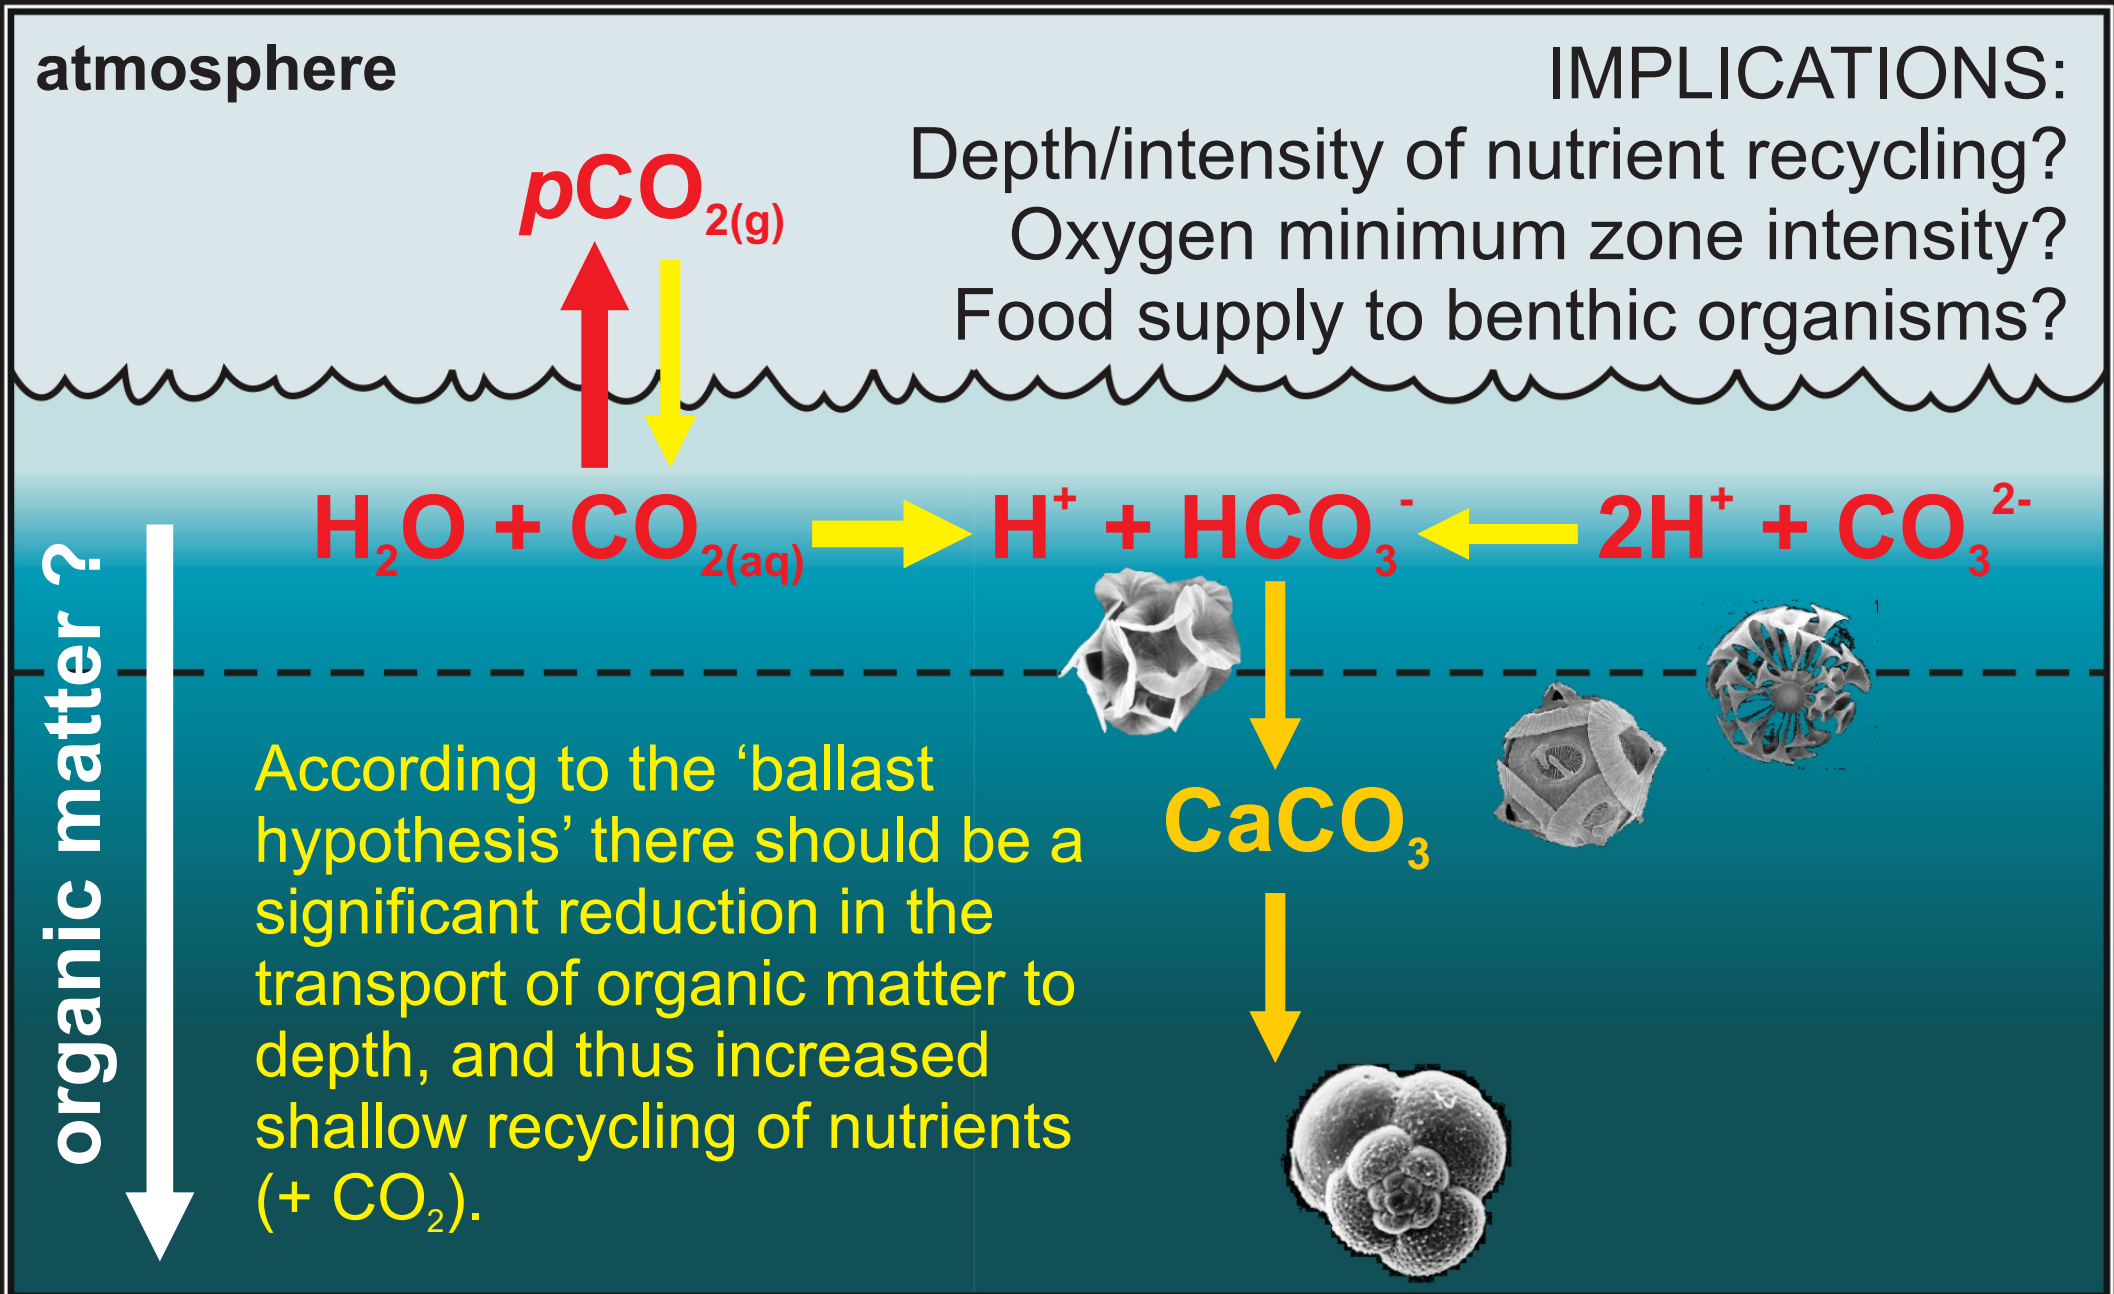 atmosphere
IMPLICATIONS:
Depth/intensity of nutrient recycling?
Oxygen minimum zone intensity?
Food supply to benthic organisms?
pCO₂(g)
H₂O + CO₂(aq)
H⁺ + HCO₃⁻
2H⁺ + CO₃²⁻
organic matter ?
According to the ‘ballast
hypothesis’ there should be a
significant reduction in the
transport of organic matter to
depth, and thus increased
shallow recycling of nutrients
(+ CO₂).
CaCO₃